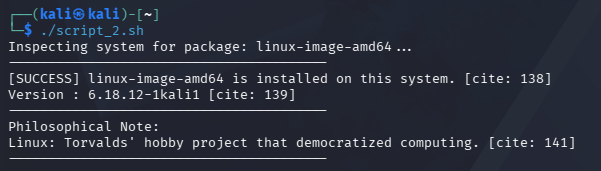 ┌──(kali㉿kali)-[~]
└─$ ./script_2.sh
Inspecting system for package: linux-image-amd64...
----------------------------------------
[SUCCESS] linux-image-amd64 is installed on this system. [cite: 138]
Version : 6.18.12-1kali1 [cite: 139]
----------------------------------------
Philosophical Note:
Linux: Torvalds' hobby project that democratized computing. [cite: 141]
----------------------------------------